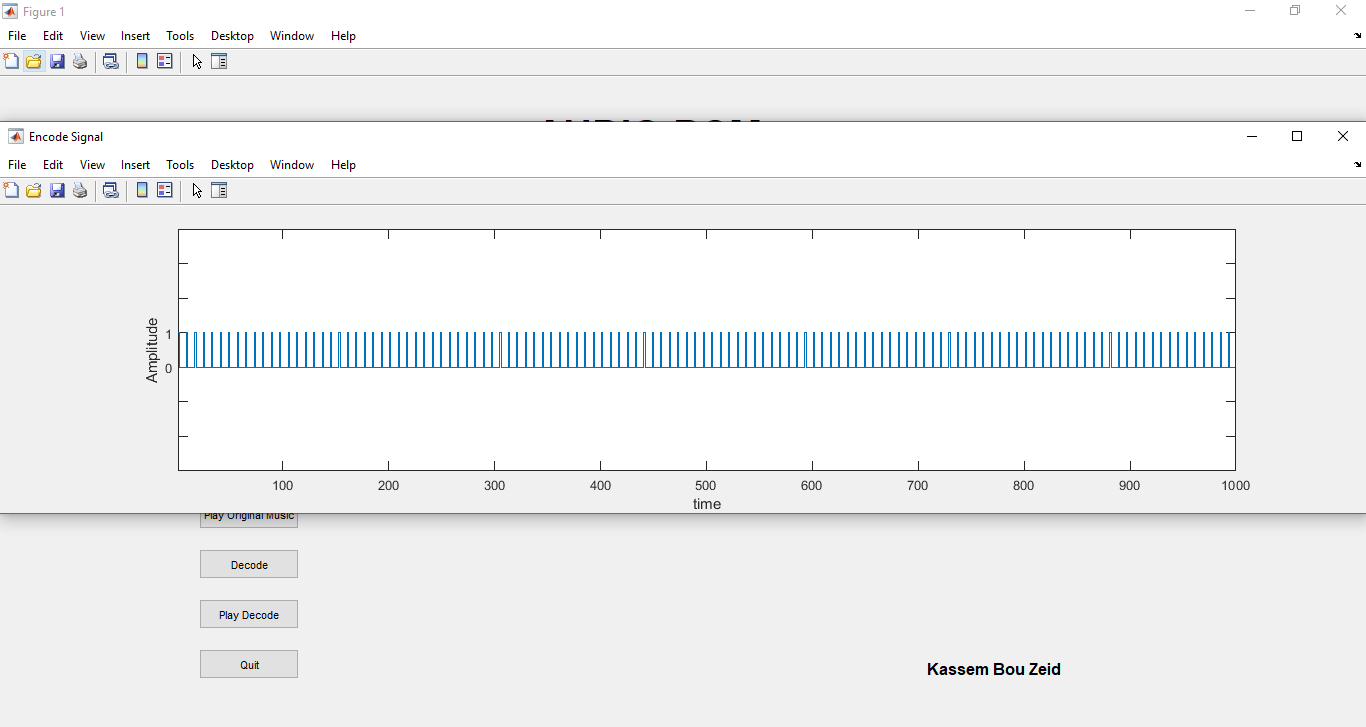 Figure 1
File Edit View Insert Tools Desktop Window Help
Encode Signal
File Edit View Insert Tools Desktop Window Help
Amplitude
1
0
100 200 300 400 500 600 700 800 900 1000
time
Play Original Music
Decode
Play Decode
Quit
Kassem Bou Zeid